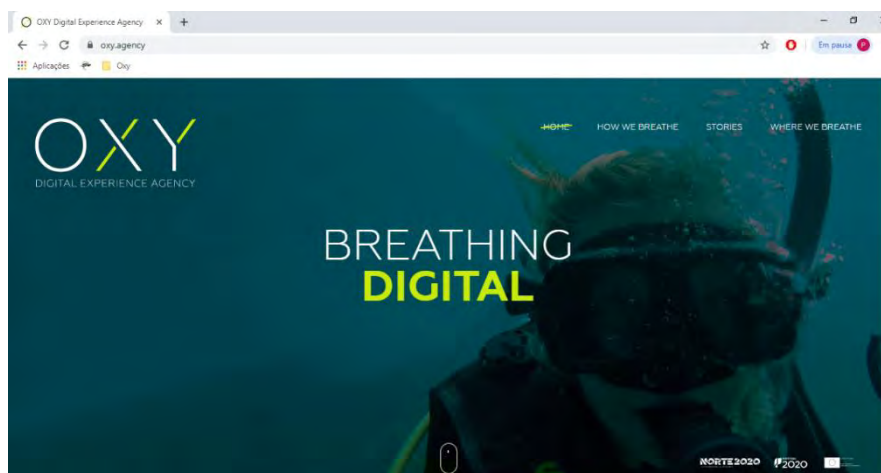 OXY Digital Experience Agency
oxy.agency
Em pausa P
Aplicações
Oxy
OXY
DIGITAL EXPERIENCE AGENCY
HOME HOW WE BREATHE STORIES WHERE WE BREATHE
BREATHING
DIGITAL
NORTE2020 P2020